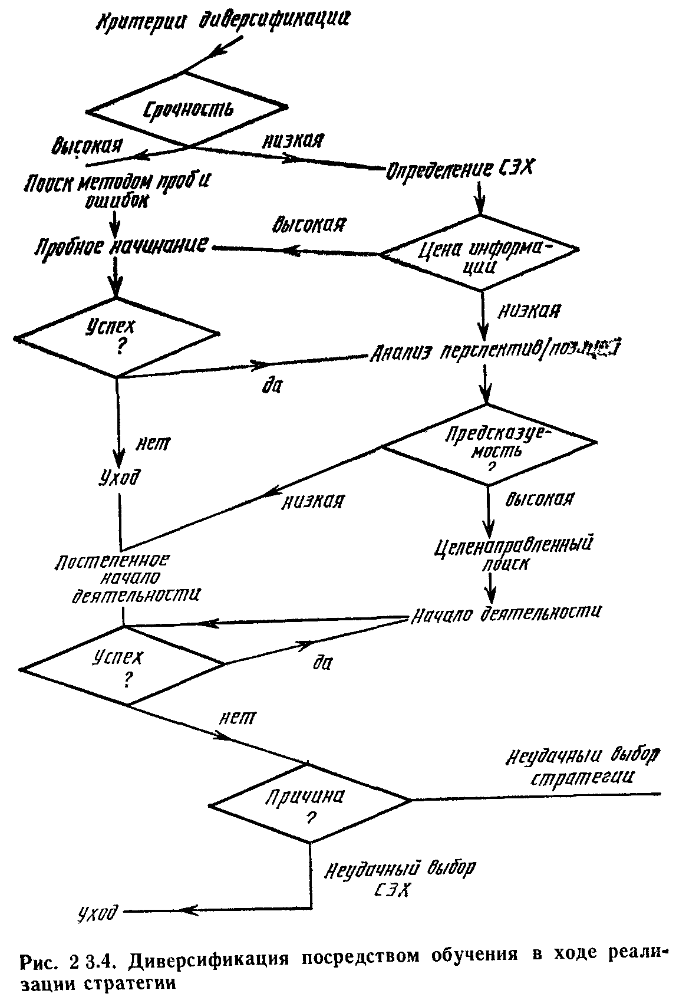 Критерии диверсификации
Срочность
высокая
низкая
Поиск методом проб и
ошибок
Определение СЭХ
Пробное начинание
высокая
Цена информа-
ции
низкая
Успех
?
Анализ перспектив/позиций
да
нет
Предсказуе-
мость
?
Уход
низкая
высокая
Целенаправленный
поиск
Постепенное
начало
деятельности
Начало деятельности
Успех
?
да
нет
Неудачный выбор
стратегии
Причина
?
Неудачный выбор
СЭХ
Уход
Рис. 2 3.4. Диверсификация посредством обучения в ходе реали-
зации стратегии